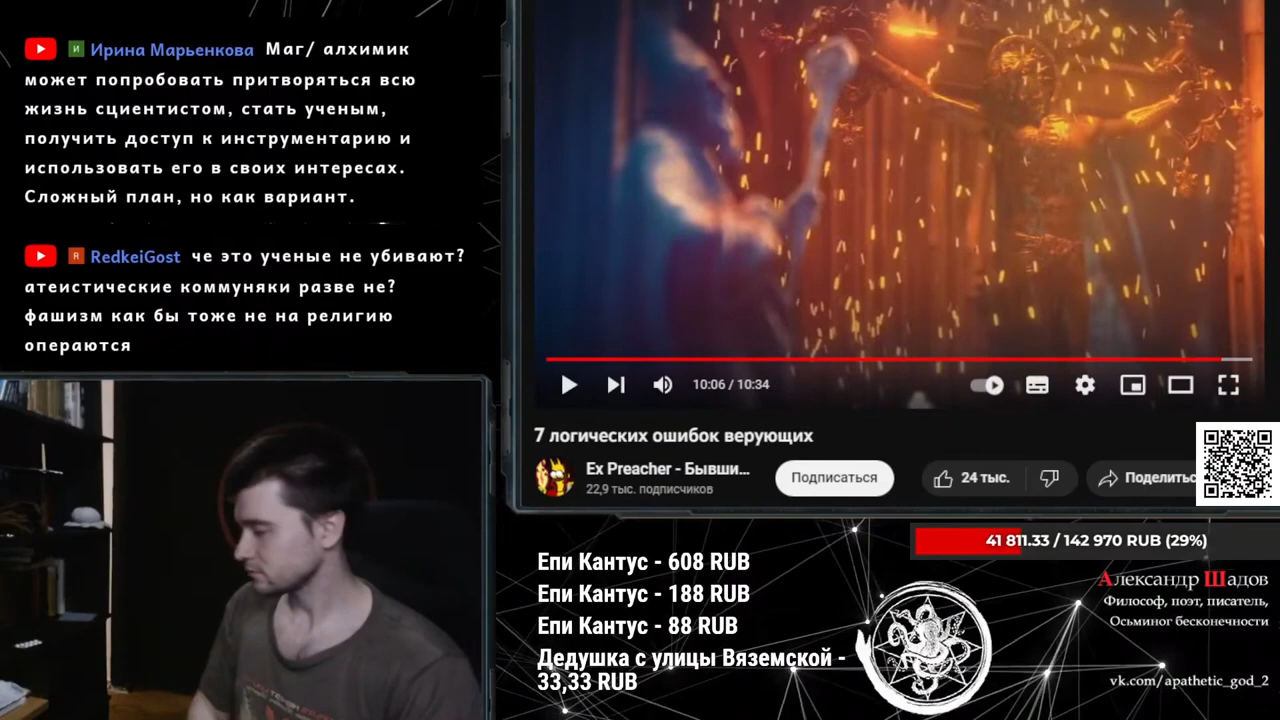 И Ирина Марьенкова Маг/ алхимик
может попробовать притворяться всю
жизнь сциентистом, стать ученым,
получить доступ к инструментарию и
использовать его в своих интересах.
Сложный план, но как вариант.
Я RedkeiGost че это ученые не убивают?
атеистические коммуняки разве не?
фашизм как бы тоже не на религию
операются
10:06 / 10:34
7 логических ошибок верующих
Ex Preacher - Бывши...
22,9 тыс. подписчиков
Подписаться
24 тыс.
Поделитьс
41 811.33 / 142 970 RUB (29%)
Епи Кантус - 608 RUB
Епи Кантус - 188 RUB
Епи Кантус - 88 RUB
Дедушка с улицы Вяземской -
33,33 RUB
Александр Шадов
Философ, поэт, писатель,
Осьминог бесконечности
vk.com/apathetic_god_2